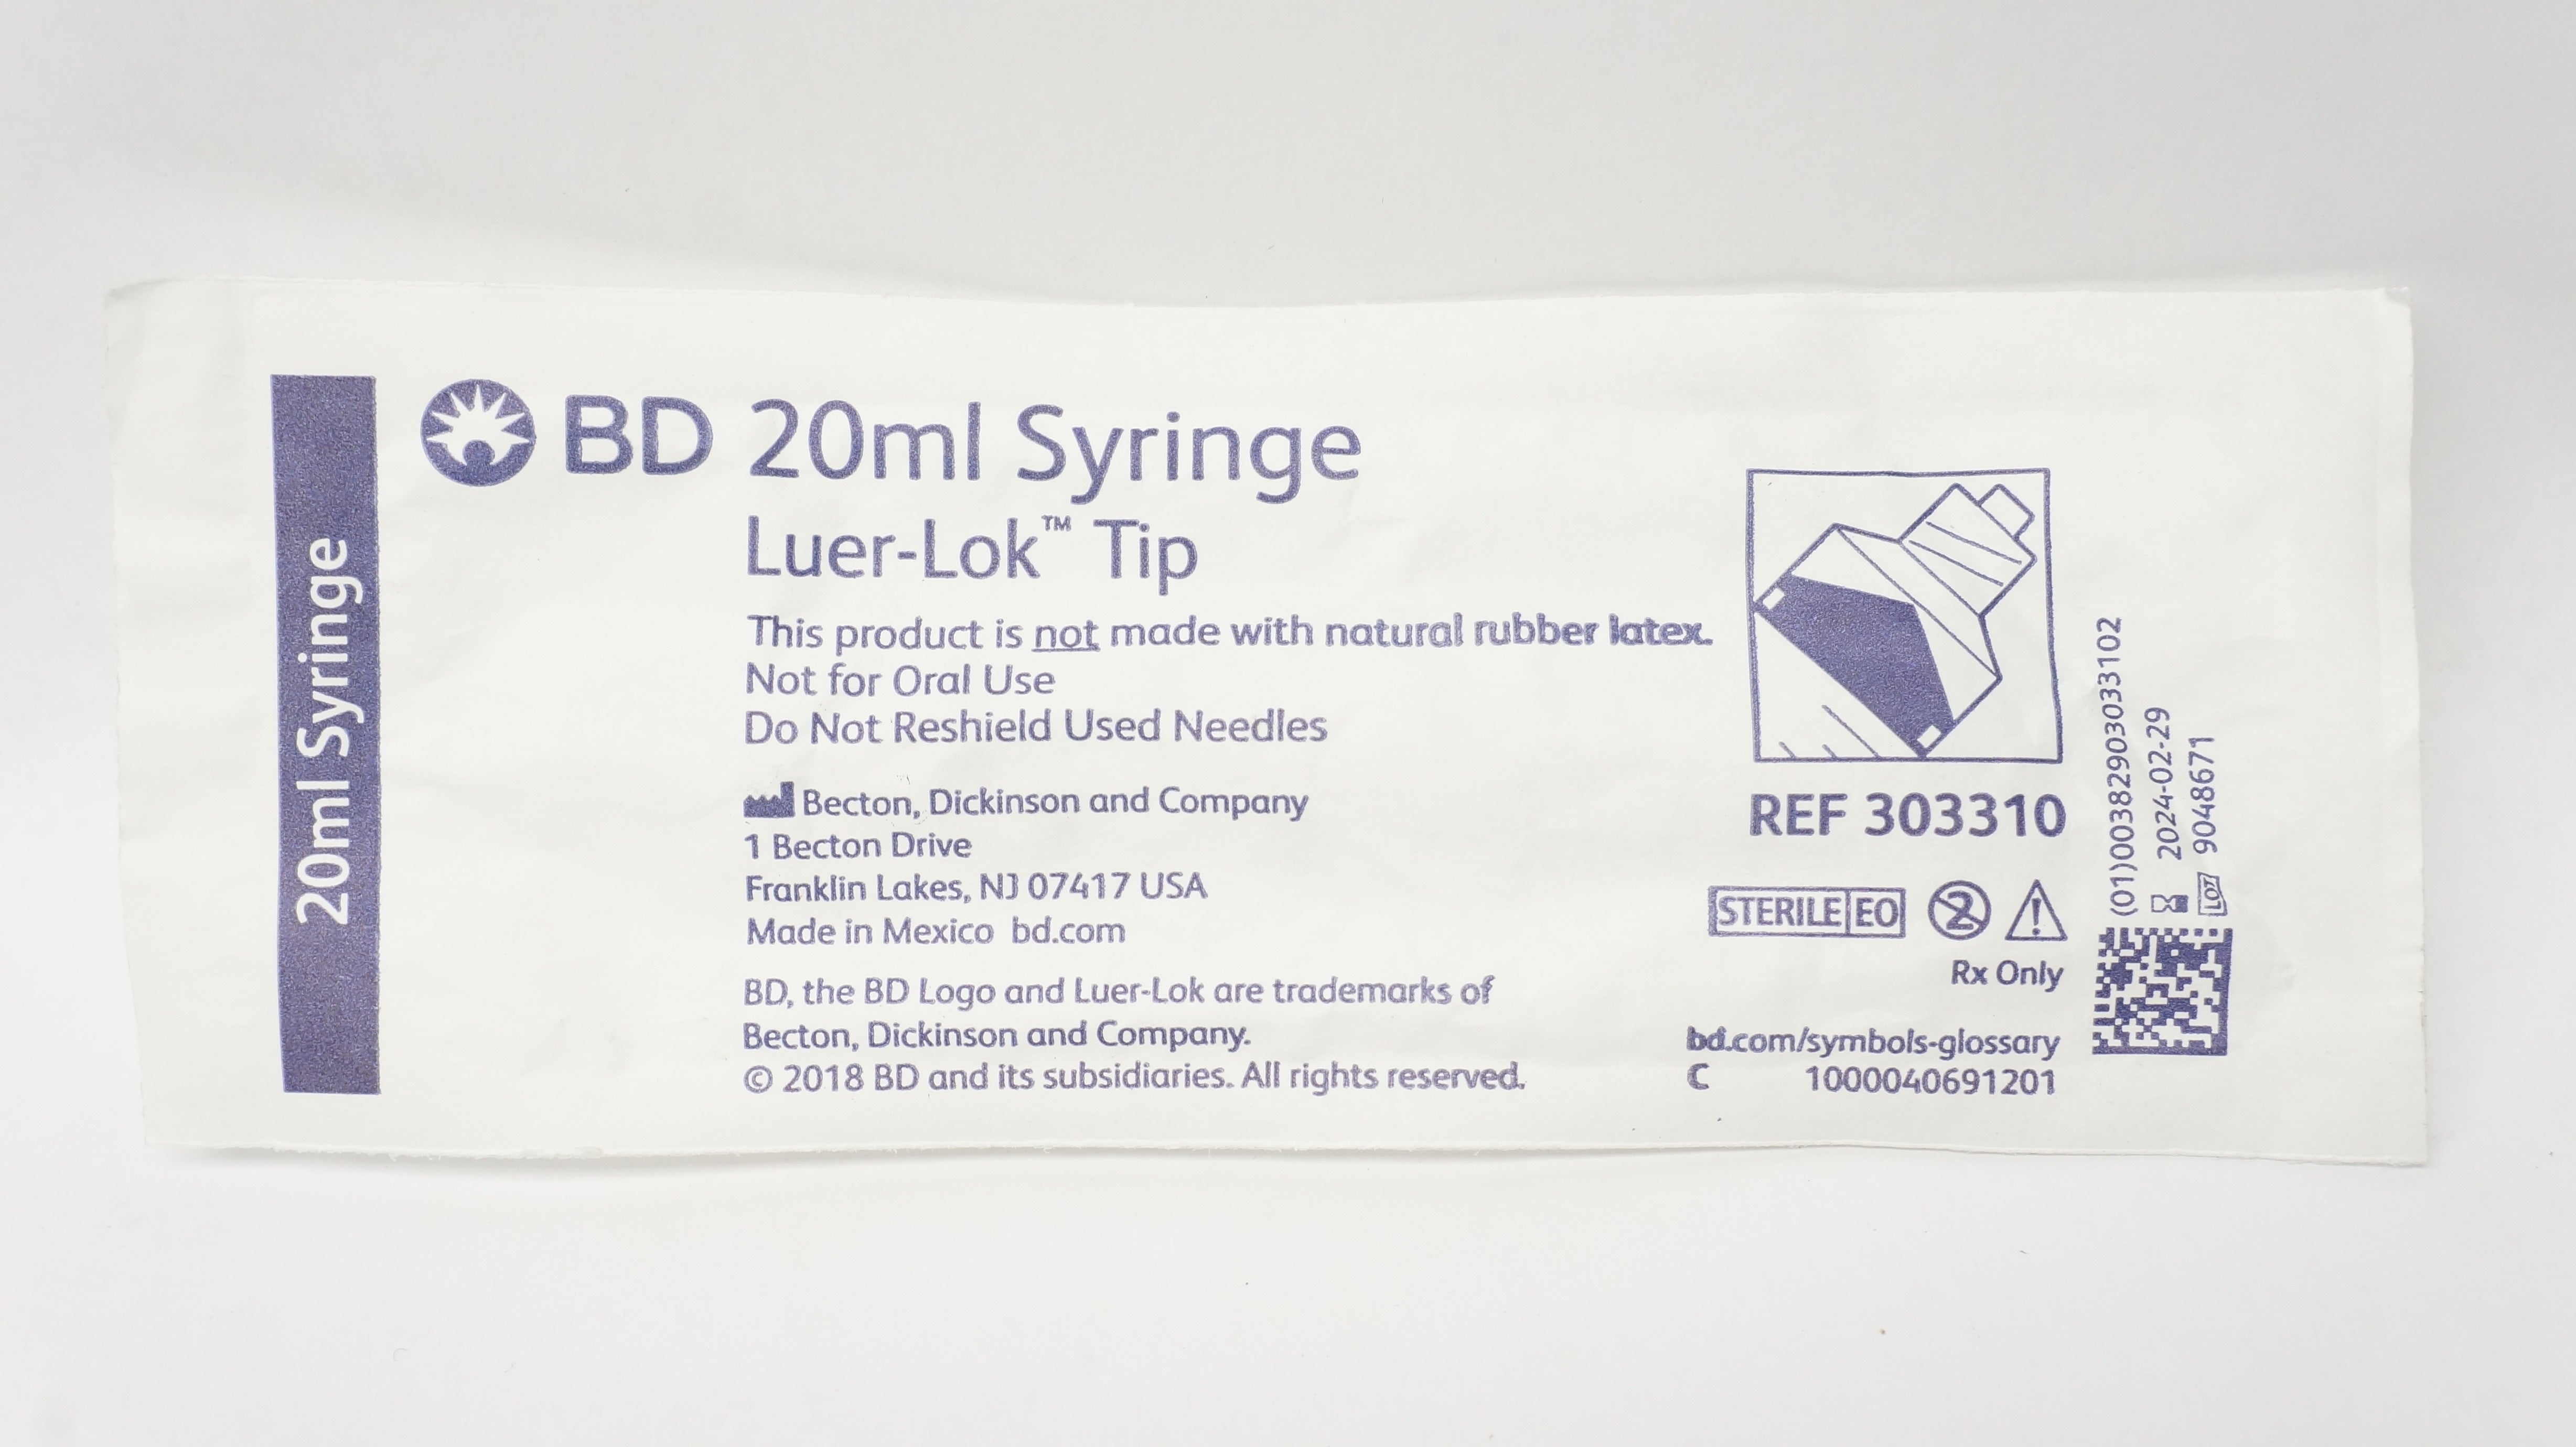 20ml Syringe
BD 20ml Syringe
Luer-Lok™ Tip
This product is not made with natural rubber latex.
Not for Oral Use
Do Not Reshield Used Needles
Becton, Dickinson and Company
1 Becton Drive
Franklin Lakes, NJ 07417 USA
Made in Mexico bd.com
BD, the BD Logo and Luer-Lok are trademarks of
Becton, Dickinson and Company.
© 2018 BD and its subsidiaries. All rights reserved.
REF 303310
STERILE EO 2
Rx Only
bd.com/symbols-glossary
C 1000040691201
(01)00382903033102
2024-02-29
LOT 9048671